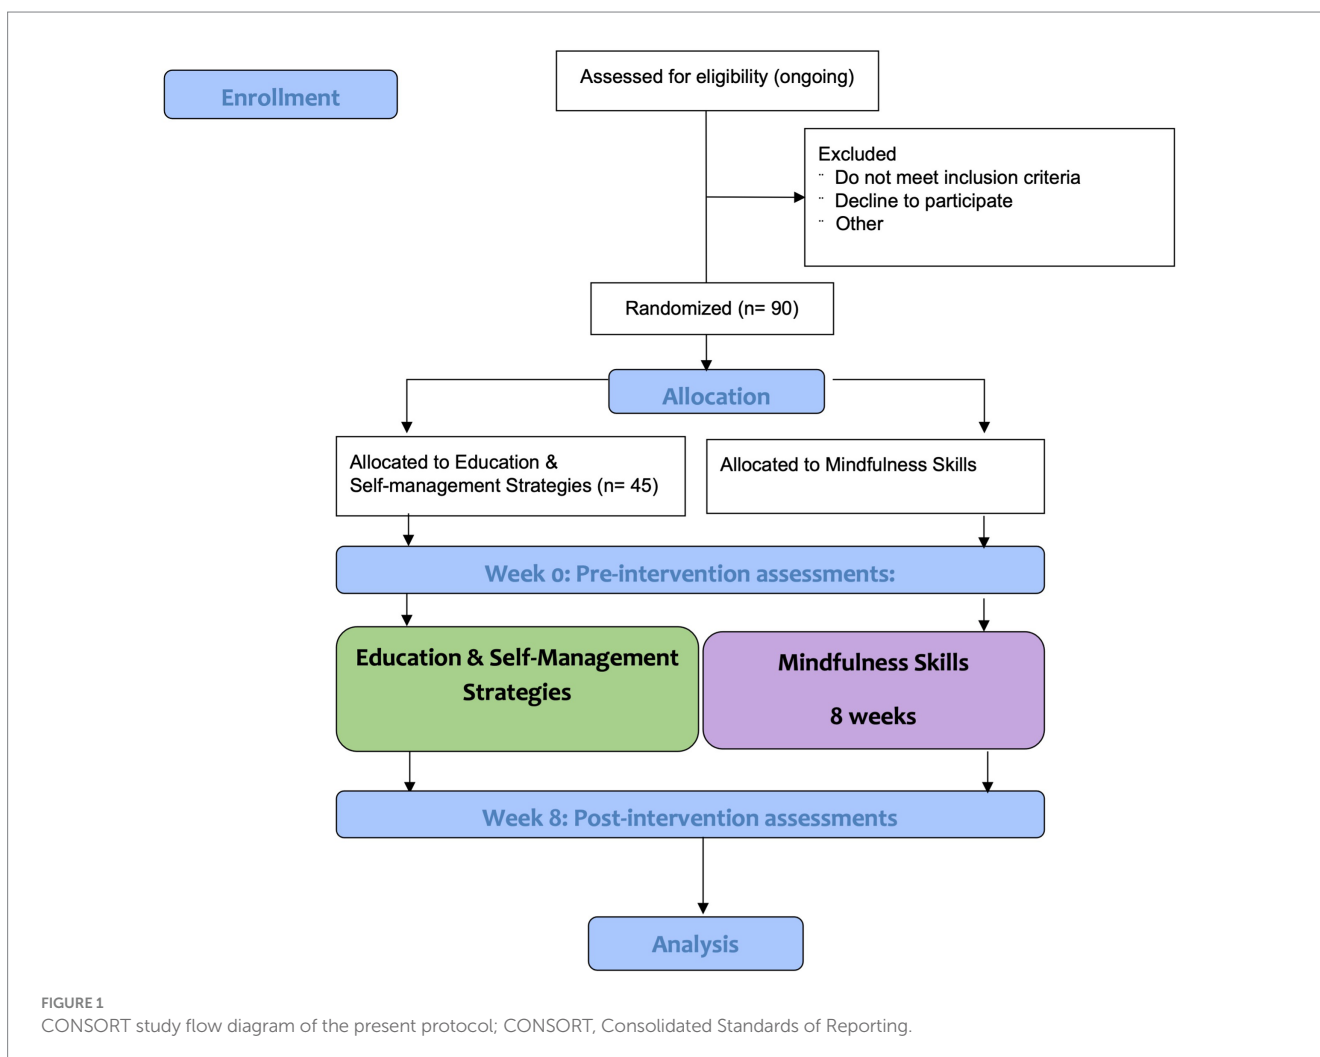 Enrollment
Assessed for eligibility (ongoing)
Excluded
¨ Do not meet inclusion criteria
¨ Decline to participate
¨ Other
Randomized (n= 90)
Allocation
Allocated to Education &
Self-management Strategies (n= 45)
Allocated to Mindfulness Skills
Week 0: Pre-intervention assessments:
Education & Self-Management
Strategies
Mindfulness Skills
8 weeks
Week 8: Post-intervention assessments
Analysis
FIGURE 1
CONSORT study flow diagram of the present protocol; CONSORT, Consolidated Standards of Reporting.